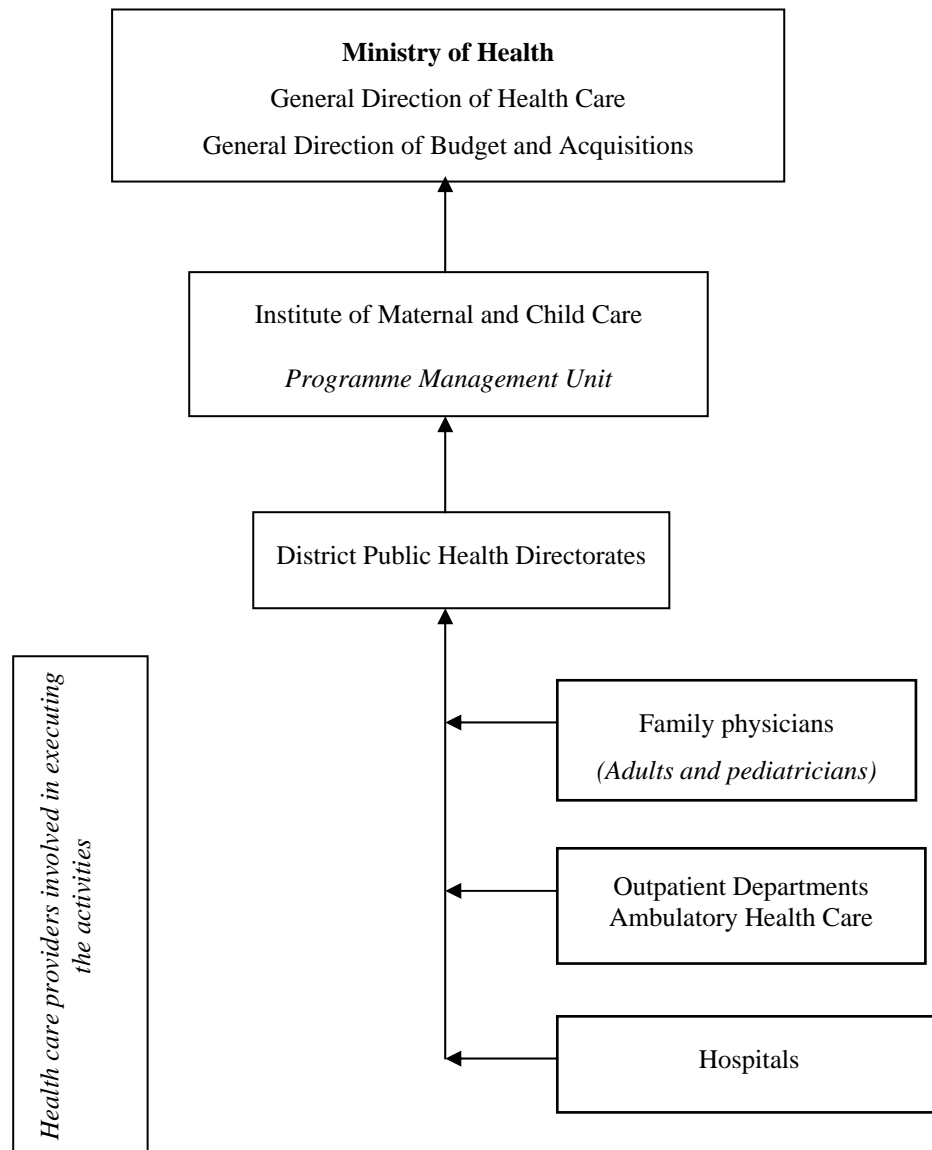 Ministry of Health
General Direction of Health Care
General Direction of Budget and Acquisitions
Institute of Maternal and Child Care
Programme Management Unit
District Public Health Directorates
Health care providers involved in executing
the activities
Family physicians
(Adults and pediatricians)
Outpatient Departments
Ambulatory Health Care
Hospitals